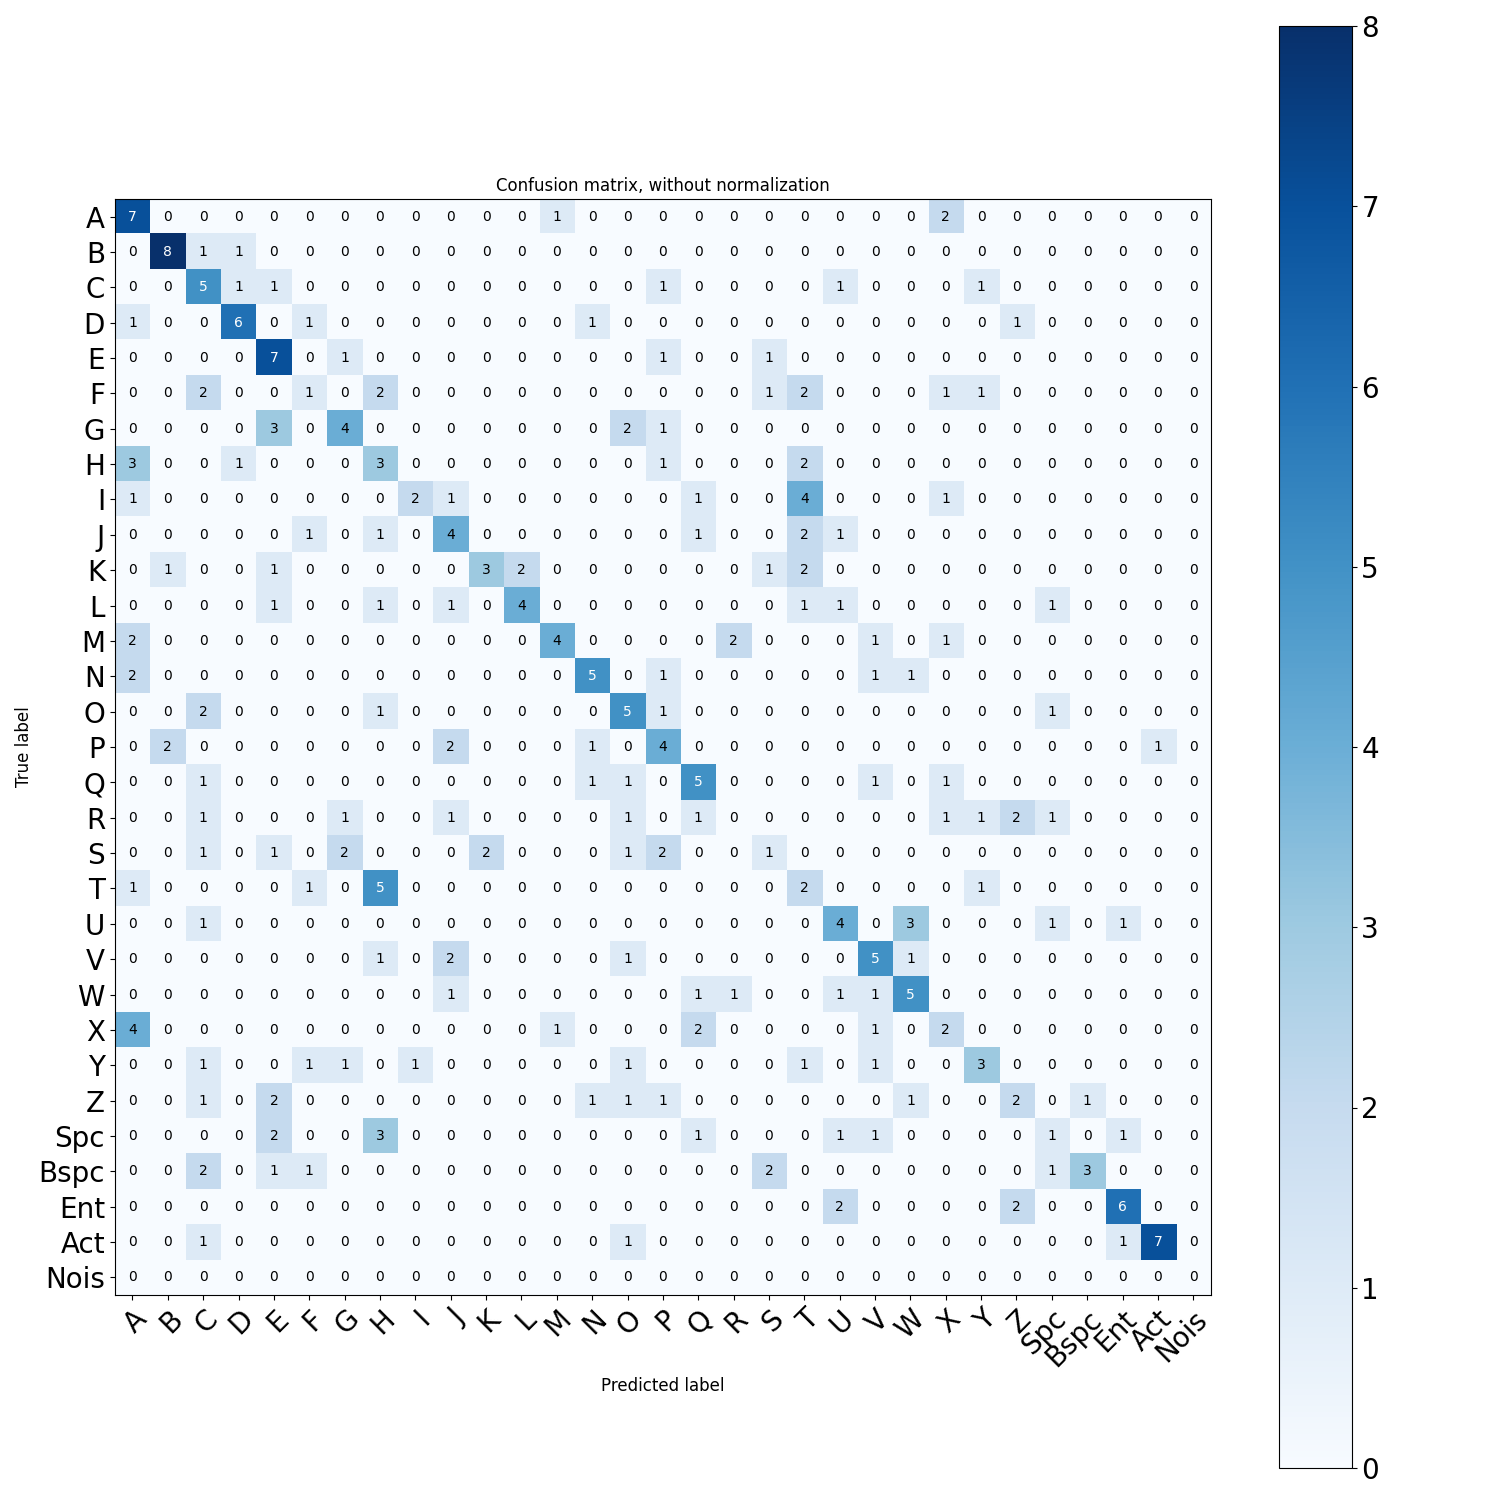 Confusion matrix, without normalization
A 7 0 0 0 0 0 0 0 0 0 0 0 1 0 0 0 0 0 0 0 0 0 0 2 0 0 0 0 0 0 0
B 0 8 1 1 0 0 0 0 0 0 0 0 0 0 0 0 0 0 0 0 0 0 0 0 0 0 0 0 0 0 0
C 0 0 5 1 1 0 0 0 0 0 0 0 0 0 0 1 0 0 0 0 1 0 0 0 1 0 0 0 0 0 0
D 1 0 0 6 0 1 0 0 0 0 0 0 0 1 0 0 0 0 0 0 0 0 0 0 0 1 0 0 0 0 0
E 0 0 0 0 7 0 1 0 0 0 0 0 0 0 0 1 0 0 1 0 0 0 0 0 0 0 0 0 0 0 0
F 0 0 2 0 0 1 0 2 0 0 0 0 0 0 0 0 0 0 1 2 0 0 0 1 1 0 0 0 0 0 0
G 0 0 0 0 3 0 4 0 0 0 0 0 0 0 2 1 0 0 0 0 0 0 0 0 0 0 0 0 0 0 0
H 3 0 0 1 0 0 0 3 0 0 0 0 0 0 0 1 0 0 0 2 0 0 0 0 0 0 0 0 0 0 0
I 1 0 0 0 0 0 0 0 2 1 0 0 0 0 0 0 1 0 0 4 0 0 0 1 0 0 0 0 0 0 0
J 0 0 0 0 0 1 0 1 0 4 0 0 0 0 0 0 1 0 0 2 1 0 0 0 0 0 0 0 0 0 0
K 0 1 0 0 1 0 0 0 0 0 3 2 0 0 0 0 0 0 1 2 0 0 0 0 0 0 0 0 0 0 0
L 0 0 0 0 1 0 0 1 0 1 0 4 0 0 0 0 0 0 0 1 1 0 0 0 0 0 1 0 0 0 0
M 2 0 0 0 0 0 0 0 0 0 0 0 4 0 0 0 0 2 0 0 0 1 0 1 0 0 0 0 0 0 0
N 2 0 0 0 0 0 0 0 0 0 0 0 0 5 0 1 0 0 0 0 0 1 1 0 0 0 0 0 0 0 0
O 0 0 2 0 0 0 0 1 0 0 0 0 0 0 5 1 0 0 0 0 0 0 0 0 0 0 1 0 0 0 0
P 0 2 0 0 0 0 0 0 0 2 0 0 0 1 0 4 0 0 0 0 0 0 0 0 0 0 0 0 0 1 0
Q 0 0 1 0 0 0 0 0 0 0 0 0 0 1 1 0 5 0 0 0 0 1 0 1 0 0 0 0 0 0 0
R 0 0 1 0 0 0 1 0 0 1 0 0 0 0 1 0 1 0 0 0 0 0 0 1 1 2 1 0 0 0 0
S 0 0 1 0 1 0 2 0 0 0 2 0 0 0 1 2 0 0 1 0 0 0 0 0 0 0 0 0 0 0 0
T 1 0 0 0 0 1 0 5 0 0 0 0 0 0 0 0 0 0 0 2 0 0 0 0 1 0 0 0 0 0 0
U 0 0 1 0 0 0 0 0 0 0 0 0 0 0 0 0 0 0 0 0 4 0 3 0 0 0 1 0 1 0 0
V 0 0 0 0 0 0 0 1 0 2 0 0 0 0 1 0 0 0 0 0 0 5 1 0 0 0 0 0 0 0 0
W 0 0 0 0 0 0 0 0 0 1 0 0 0 0 0 0 1 1 0 0 1 1 5 0 0 0 0 0 0 0 0
X 4 0 0 0 0 0 0 0 0 0 0 0 1 0 0 0 2 0 0 0 0 1 0 2 0 0 0 0 0 0 0
Y 0 0 1 0 0 1 1 0 1 0 0 0 0 0 1 0 0 0 0 1 0 1 0 0 3 0 0 0 0 0 0
Z 0 0 1 0 2 0 0 0 0 0 0 0 0 1 1 1 0 0 0 0 0 0 1 0 0 2 0 1 0 0 0
Spc 0 0 0 0 2 0 0 3 0 0 0 0 0 0 0 0 1 0 0 0 1 1 0 0 0 0 1 0 1 0 0
Bspc 0 0 2 0 1 1 0 0 0 0 0 0 0 0 0 0 0 0 2 0 0 0 0 0 0 0 1 3 0 0 0
Ent 0 0 0 0 0 0 0 0 0 0 0 0 0 0 0 0 0 0 0 0 2 0 0 0 0 2 0 0 6 0 0
Act 0 0 1 0 0 0 0 0 0 0 0 0 0 0 1 0 0 0 0 0 0 0 0 0 0 0 0 0 1 7 0
Nois 0 0 0 0 0 0 0 0 0 0 0 0 0 0 0 0 0 0 0 0 0 0 0 0 0 0 0 0 0 0 0
A B C D E F G H I J K L M N O P Q R S T U V W X Y Z Spc Bspc Ent Act Nois
Predicted label
True label
8
7
6
5
4
3
2
1
0